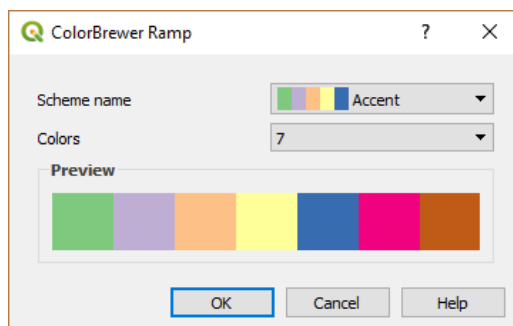 ColorBrewer Ramp ?
Scheme name Accent
Colors 7
Preview
OK Cancel Help